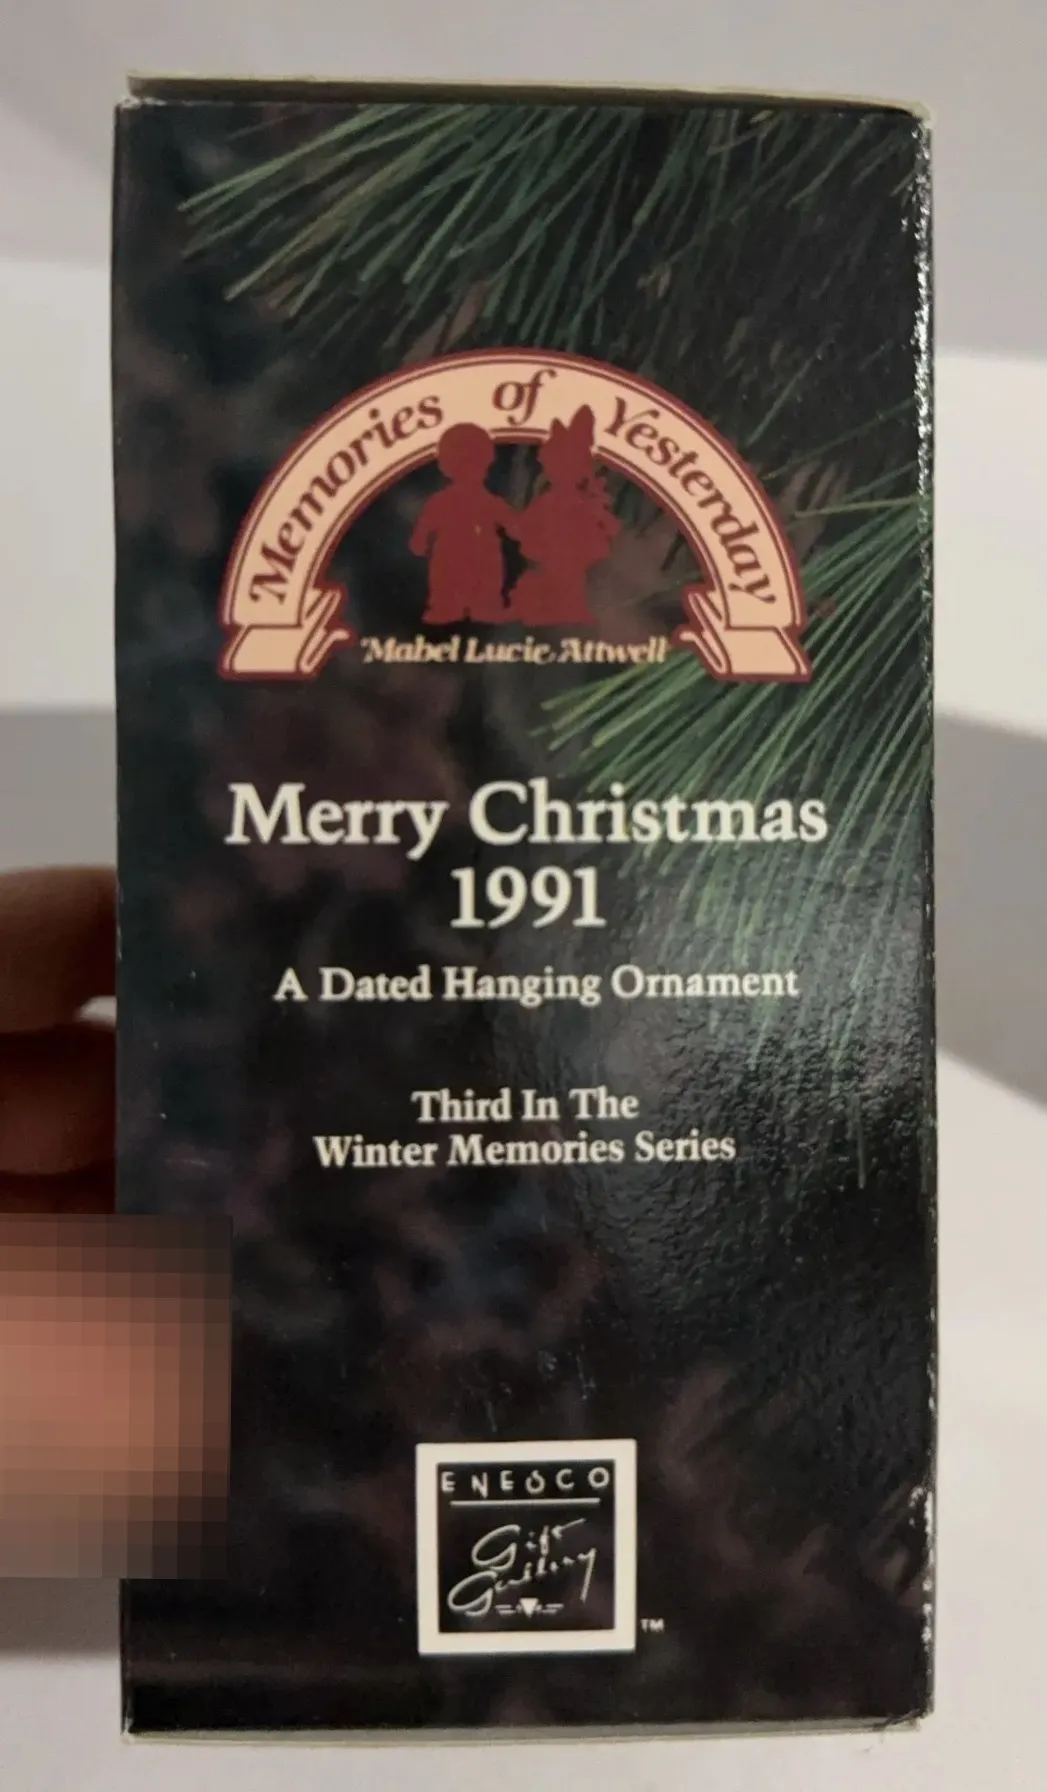 Memories of Yesterday
Mabel Lucie Attwell
Merry Christmas
1991
A Dated Hanging Ornament
Third In The
Winter Memories Series
ENESCO
Gift
Gallery
TM